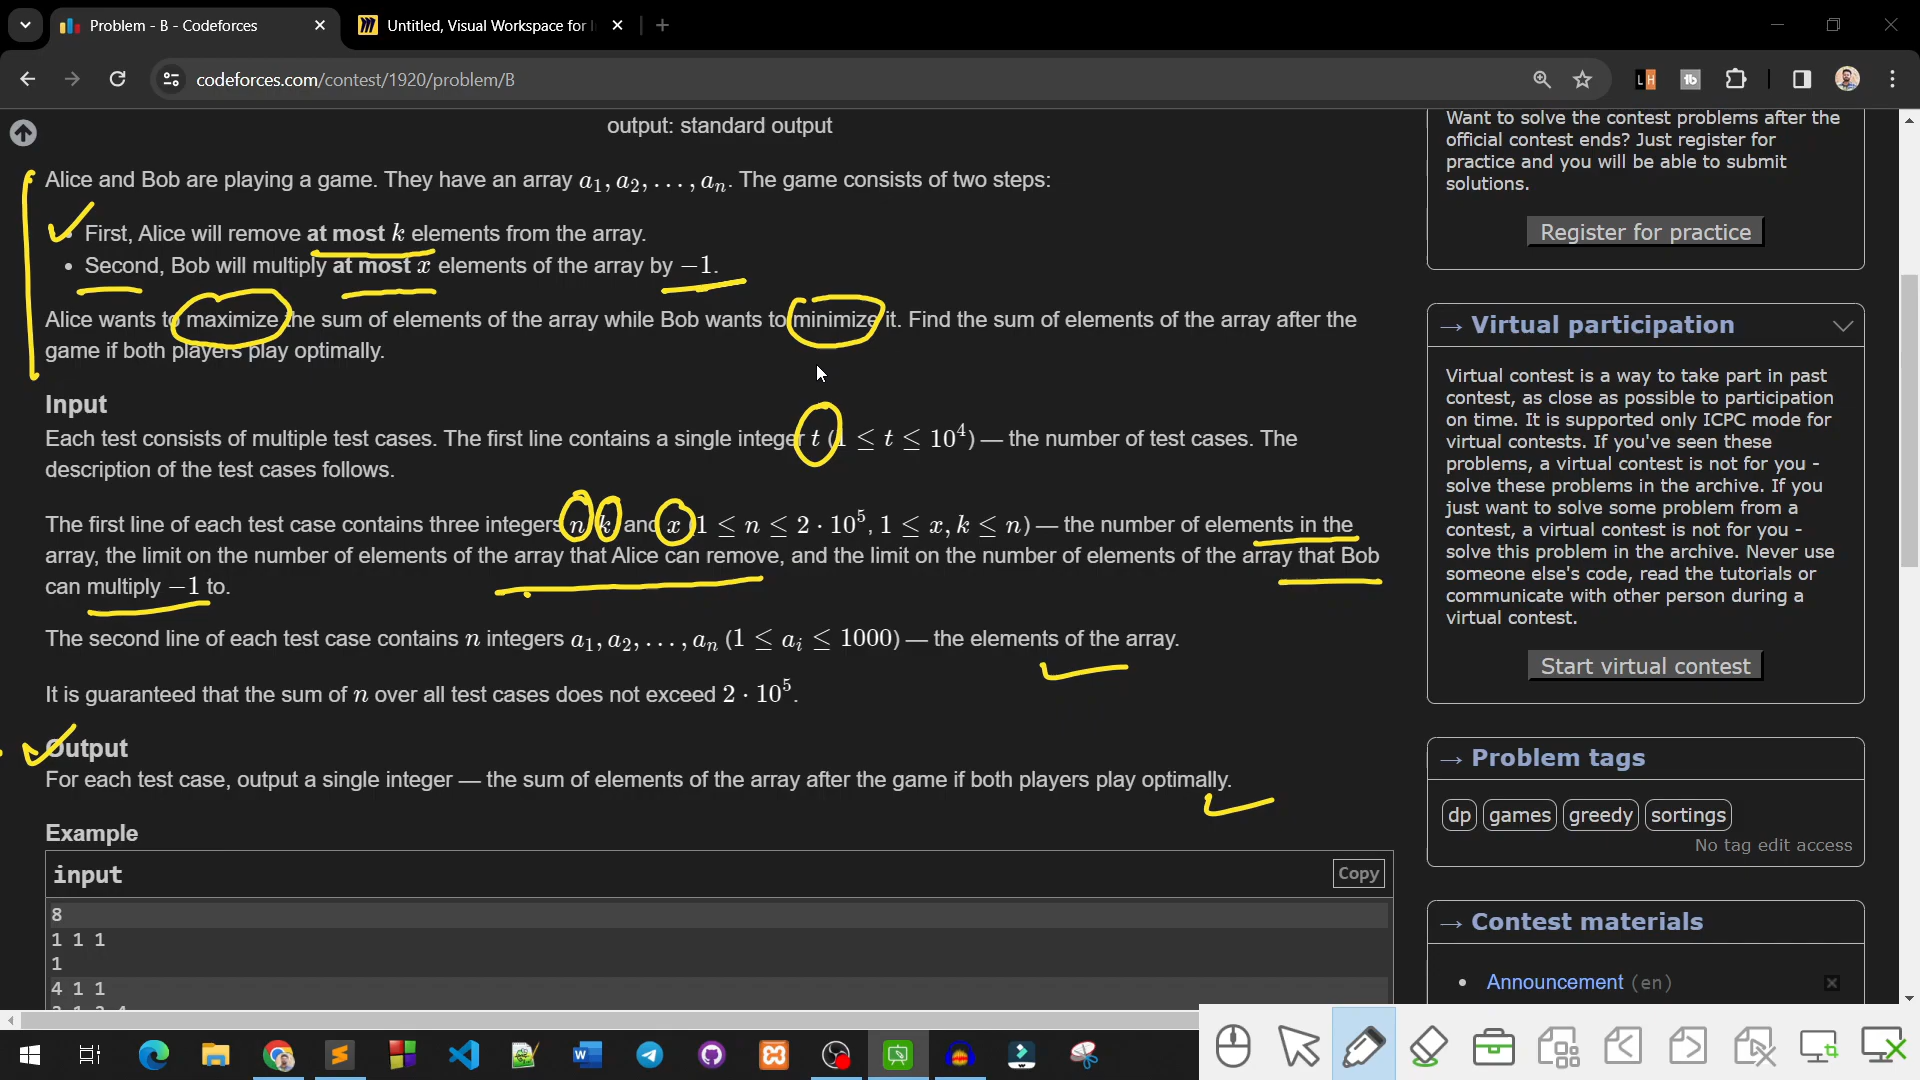 Problem - B - Codeforces
Untitled, Visual Workspace for
codeforces.com/contest/1920/problem/B
output: standard output
Alice and Bob are playing a game. They have an array a1, a2, . . . , an. The game consists of two steps:
• First, Alice will remove at most k elements from the array.
• Second, Bob will multiply at most x elements of the array by −1.
Alice wants to maximize the sum of elements of the array while Bob wants to minimize it. Find the sum of elements of the array after the
game if both players play optimally.
Input
Each test consists of multiple test cases. The first line contains a single integer t (1 ≤ t ≤ 10^4) — the number of test cases. The
description of the test cases follows.
The first line of each test case contains three integers n, k and x (1 ≤ n ≤ 2 · 10^5, 1 ≤ x, k ≤ n) — the number of elements in the
array, the limit on the number of elements of the array that Alice can remove, and the limit on the number of elements of the array that Bob
can multiply −1 to.
The second line of each test case contains n integers a1, a2, . . . , an (1 ≤ ai ≤ 1000) — the elements of the array.
It is guaranteed that the sum of n over all test cases does not exceed 2 · 10^5.
Output
For each test case, output a single integer — the sum of elements of the array after the game if both players play optimally.
Example
input
Copy
8
1 1 1
1
4 1 1
3 1 2 4
Want to solve the contest problems after the
official contest ends? Just register for
practice and you will be able to submit
solutions.
Register for practice
→ Virtual participation
Virtual contest is a way to take part in past
contest, as close as possible to participation
on time. It is supported only ICPC mode for
virtual contests. If you've seen these
problems, a virtual contest is not for you -
solve these problems in the archive. If you
just want to solve some problem from a
contest, a virtual contest is not for you -
solve this problem in the archive. Never use
someone else's code, read the tutorials or
communicate with other person during a
virtual contest.
Start virtual contest
→ Problem tags
dp games greedy sortings
No tag edit access
→ Contest materials
• Announcement (en)